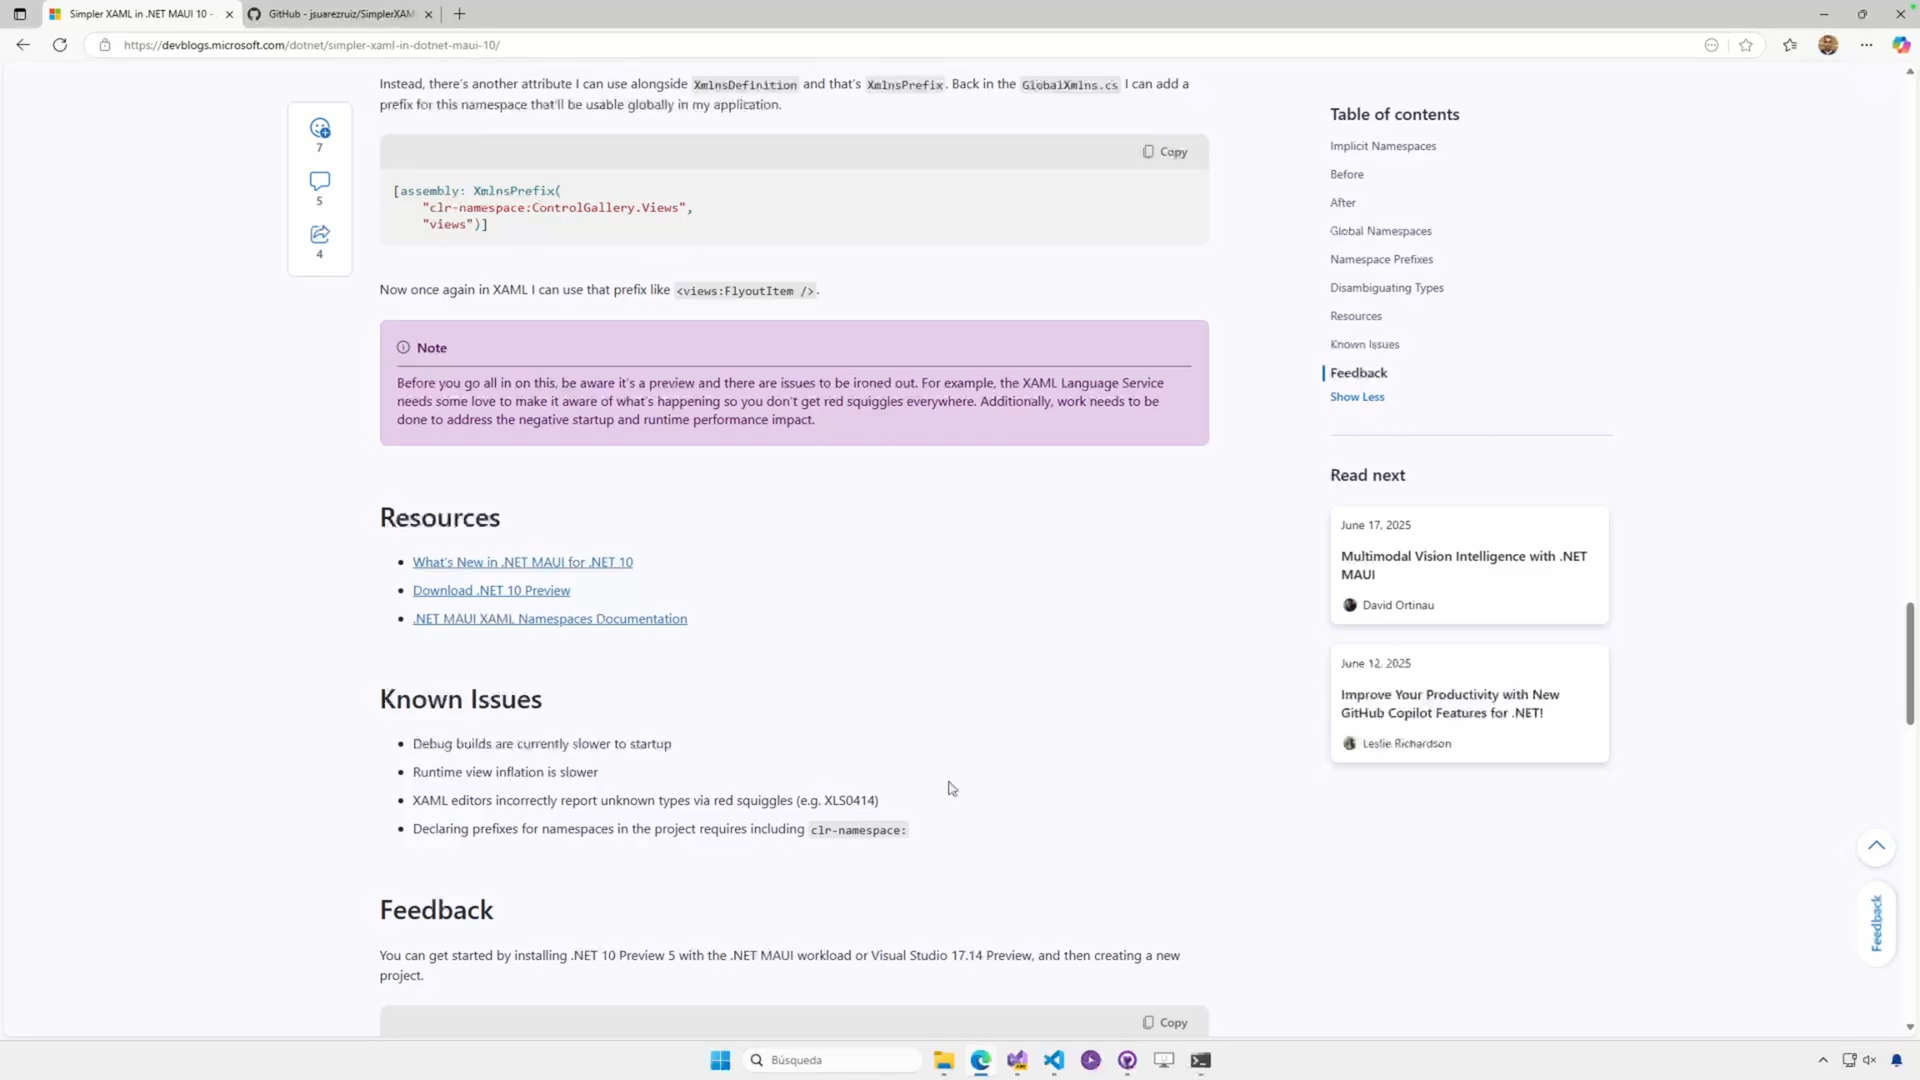 Simpler XAML in .NET MAUI 10 -
GitHub - jsuarezruiz/SimplerXAM
https://devblogs.microsoft.com/dotnet/simpler-xaml-in-dotnet-maui-10/
Instead, there's another attribute I can use alongside XmlnsDefinition and that's XmlnsPrefix. Back in the GlobalXmlns.cs I can add a
prefix for this namespace that'll be usable globally in my application.
7
5
4
Copy
[assembly: XmlnsPrefix(
"clr-namespace:ControlGallery.Views",
"views")]
Now once again in XAML I can use that prefix like <views:FlyoutItem />.
Note
Before you go all in on this, be aware it's a preview and there are issues to be ironed out. For example, the XAML Language Service
needs some love to make it aware of what's happening so you don't get red squiggles everywhere. Additionally, work needs to be
done to address the negative startup and runtime performance impact.
Resources
What's New in .NET MAUI for .NET 10
Download .NET 10 Preview
.NET MAUI XAML Namespaces Documentation
Known Issues
Debug builds are currently slower to startup
Runtime view inflation is slower
XAML editors incorrectly report unknown types via red squiggles (e.g. XLS0414)
Declaring prefixes for namespaces in the project requires including clr-namespace:
Feedback
You can get started by installing .NET 10 Preview 5 with the .NET MAUI workload or Visual Studio 17.14 Preview, and then creating a new
project.
Copy
Table of contents
Implicit Namespaces
Before
After
Global Namespaces
Namespace Prefixes
Disambiguating Types
Resources
Known Issues
Feedback
Show Less
Read next
June 17, 2025
Multimodal Vision Intelligence with .NET
MAUI
David Ortinau
June 12, 2025
Improve Your Productivity with New
GitHub Copilot Features for .NET!
Leslie Richardson
Feedback
Búsqueda